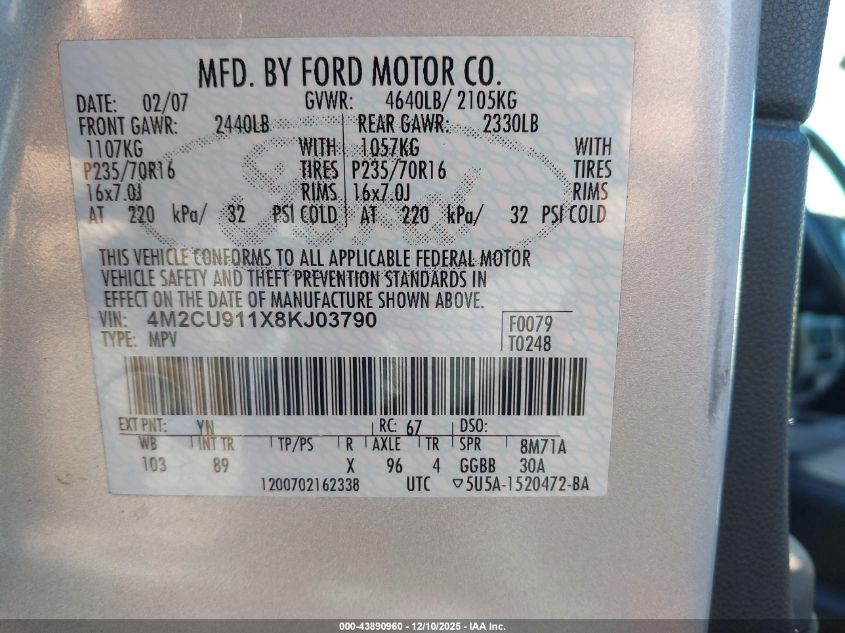 MFD. BY FORD MOTOR CO.
DATE: 02/07 GVWR: 4640LB/ 2105KG
FRONT GAWR: 2440LB REAR GAWR: 2330LB
1107KG WITH 1057KG WITH
P235/70R16 TIRES P235/70R16 TIRES
16x7.0J RIMS 16x7.0J RIMS
AT 220 kPa/ 32 PSI COLD AT 220 kPa/ 32 PSI COLD
THIS VEHICLE CONFORMS TO ALL APPLICABLE FEDERAL MOTOR
VEHICLE SAFETY AND THEFT PREVENTION STANDARDS IN
EFFECT ON THE DATE OF MANUFACTURE SHOWN ABOVE.
VIN: 4M2CU911X8KJ03790 F0079
TYPE: MPV T0248
EXT PNT: YN RC: 67 DSO:
WB INT TR TP/PS R AXLE TR SPR 8M71A
103 89 X 96 4 GGBB 30A
1200702162338 UTC ▽5U5A-1520472-BA
000-43890960 - 12/10/2025 - IAA Inc.